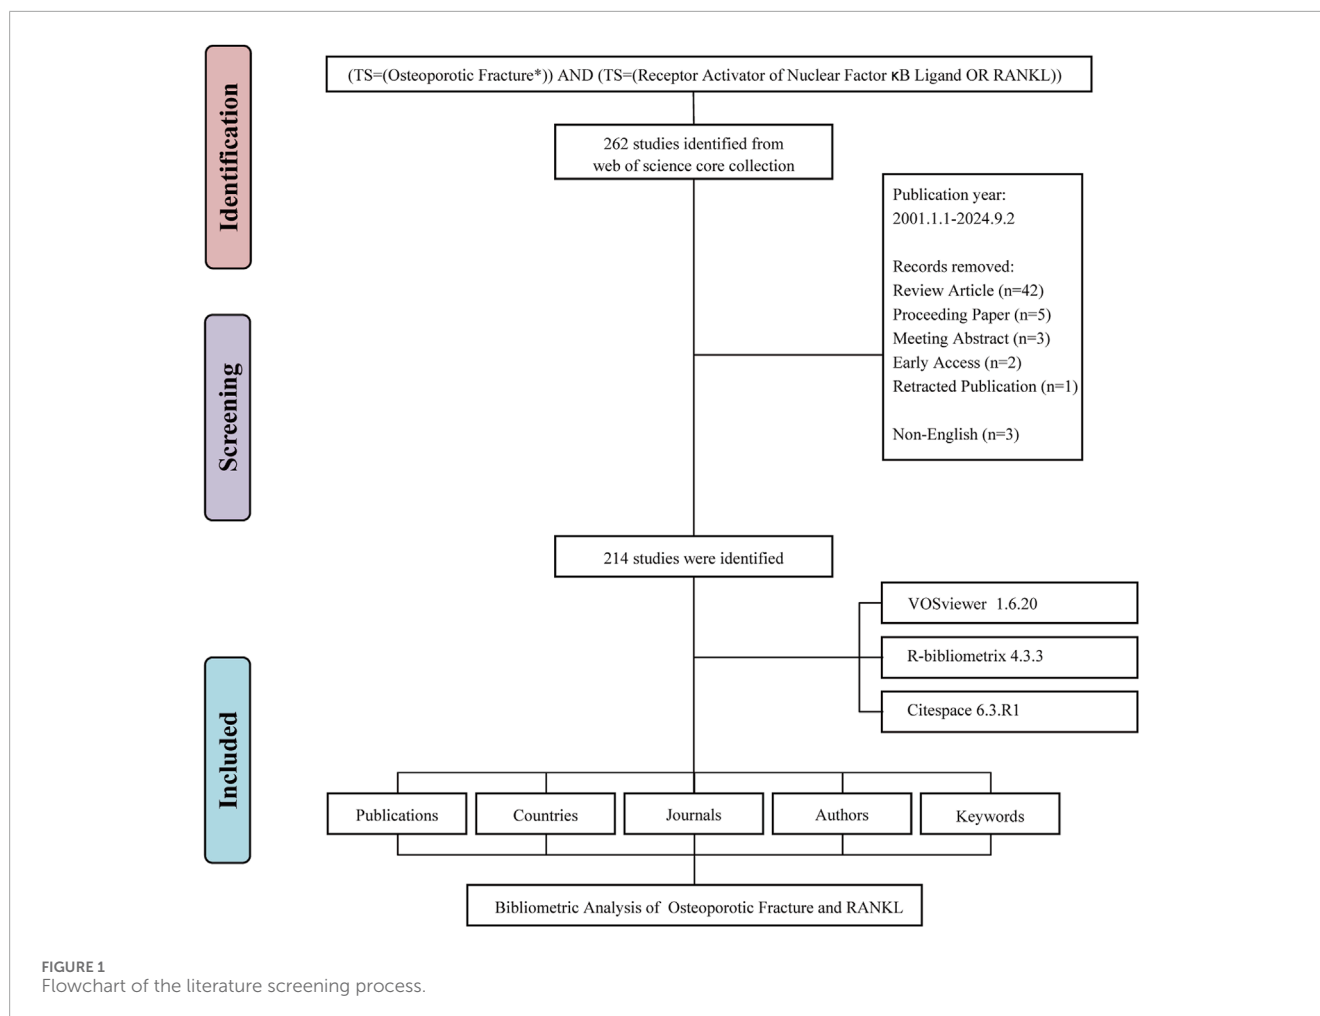 Identification
(TS=(Osteoporotic Fracture*)) AND (TS=(Receptor Activator of Nuclear Factor κB Ligand OR RANKL))
262 studies identified from
web of science core collection
Publication year:
2001.1.1-2024.9.2
Records removed:
Review Article (n=42)
Proceeding Paper (n=5)
Meeting Abstract (n=3)
Early Access (n=2)
Retracted Publication (n=1)
Non-English (n=3)
Screening
214 studies were identified
VOSviewer 1.6.20
R-bibliometrix 4.3.3
Citespace 6.3.R1
Included
Publications
Countries
Journals
Authors
Keywords
Bibliometric Analysis of Osteoporotic Fracture and RANKL
FIGURE 1
Flowchart of the literature screening process.